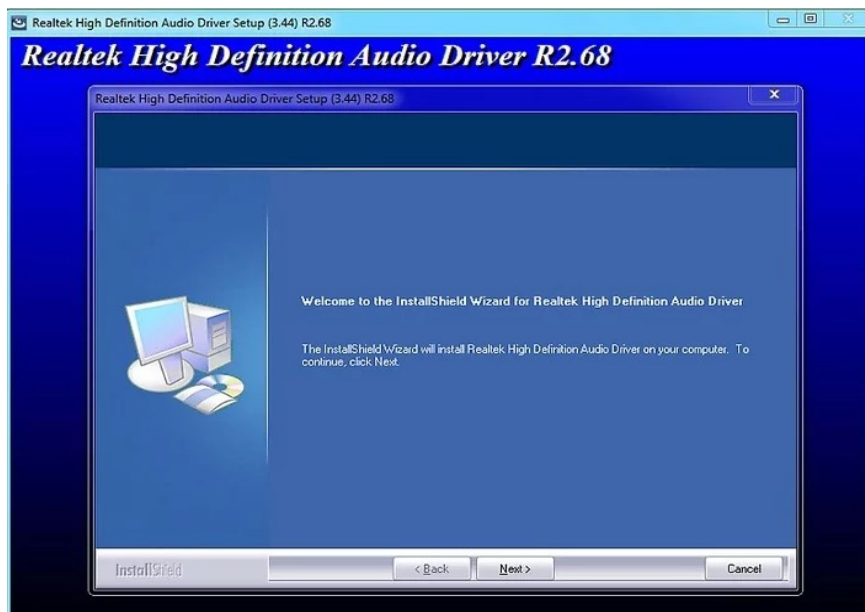 Realtek High Definition Audio Driver Setup (3.44) R2.68
Realtek High Definition Audio Driver R2.68
Realtek High Definition Audio Driver Setup (3.44) R2.68
Welcome to the InstallShield Wizard for Realtek High Definition Audio Driver
The InstallShield Wizard will install Realtek High Definition Audio Driver on your computer. To
continue, click Next.
InstallShield
< Back Next > Cancel